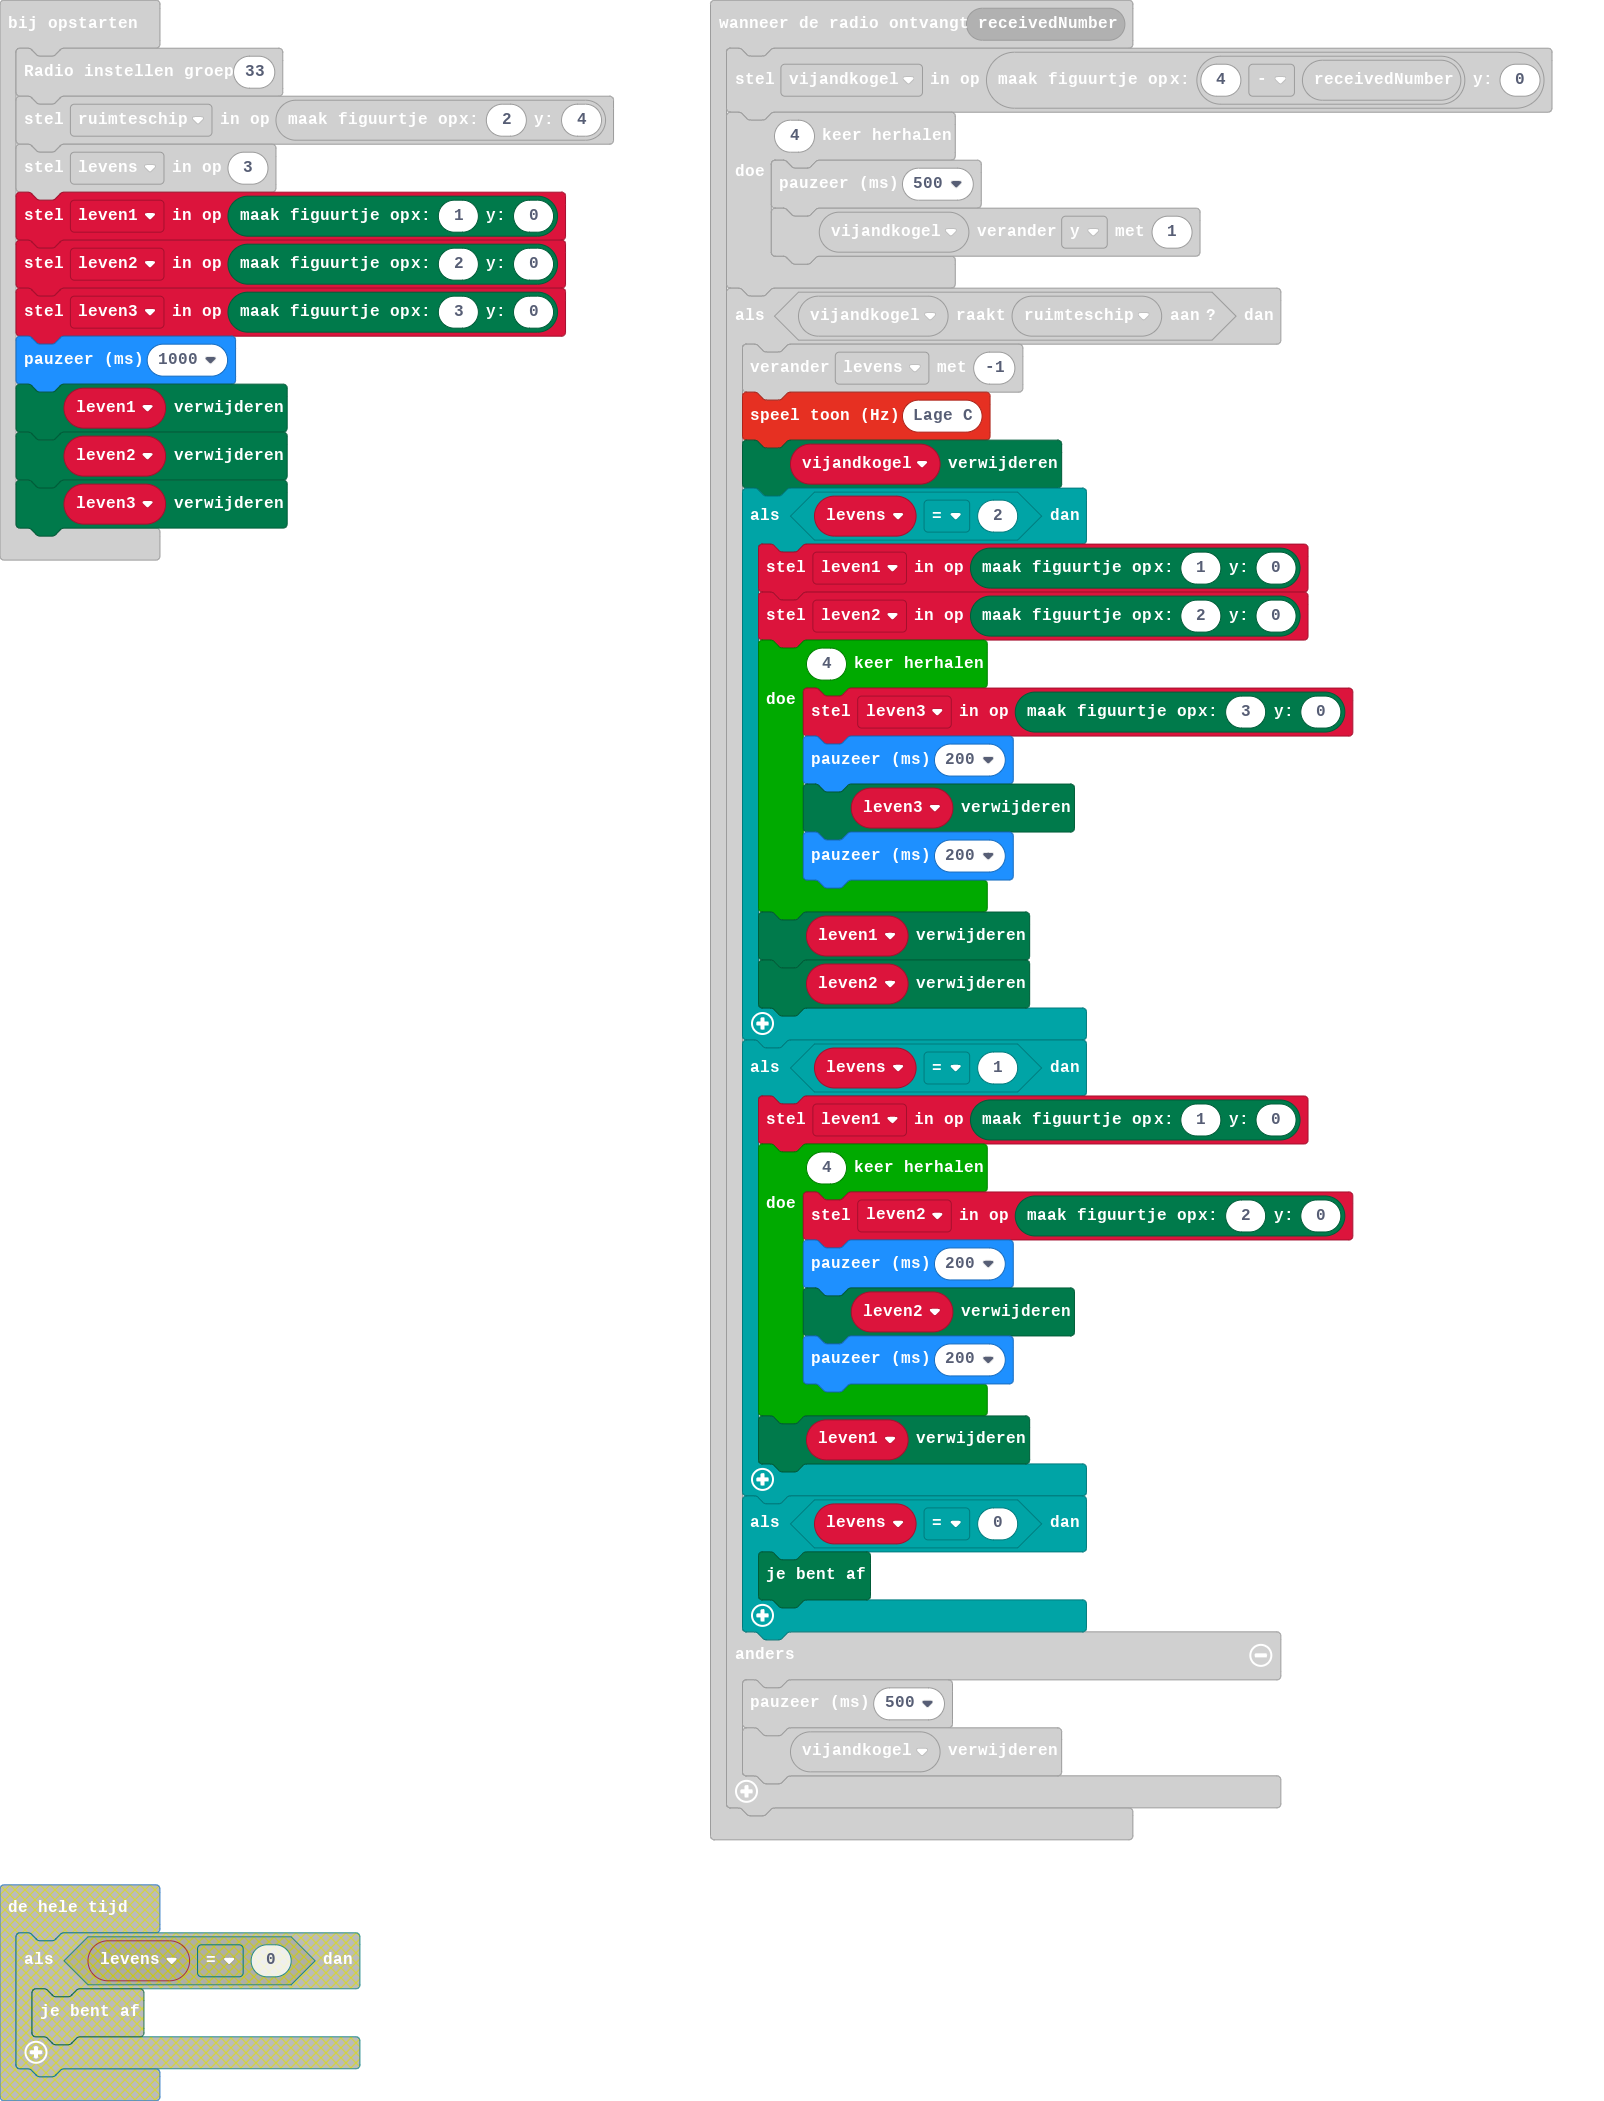 bij opstarten
Radio instellen groep 33
stel ruimteschip in op maak figuurtje op x: 2 y: 4
stel levens in op 3
stel leven1 in op maak figuurtje op x: 1 y: 0
stel leven2 in op maak figuurtje op x: 2 y: 0
stel leven3 in op maak figuurtje op x: 3 y: 0
pauzeer (ms) 1000
leven1 verwijderen
leven2 verwijderen
leven3 verwijderen
wanneer de radio ontvangt receivedNumber
stel vijandkogel in op maak figuurtje op x: 4 - receivedNumber y: 0
4 keer herhalen
doe
pauzeer (ms) 500
vijandkogel verander y met 1
als vijandkogel raakt ruimteschip aan ? dan
verander levens met -1
speel toon (Hz) Lage C
vijandkogel verwijderen
als levens = 2 dan
stel leven1 in op maak figuurtje op x: 1 y: 0
stel leven2 in op maak figuurtje op x: 2 y: 0
4 keer herhalen
doe
stel leven3 in op maak figuurtje op x: 3 y: 0
pauzeer (ms) 200
leven3 verwijderen
pauzeer (ms) 200
leven1 verwijderen
leven2 verwijderen
als levens = 1 dan
stel leven1 in op maak figuurtje op x: 1 y: 0
4 keer herhalen
doe
stel leven2 in op maak figuurtje op x: 2 y: 0
pauzeer (ms) 200
leven2 verwijderen
pauzeer (ms) 200
leven1 verwijderen
als levens = 0 dan
je bent af
anders
pauzeer (ms) 500
vijandkogel verwijderen
de hele tijd
als levens = 0 dan
je bent af